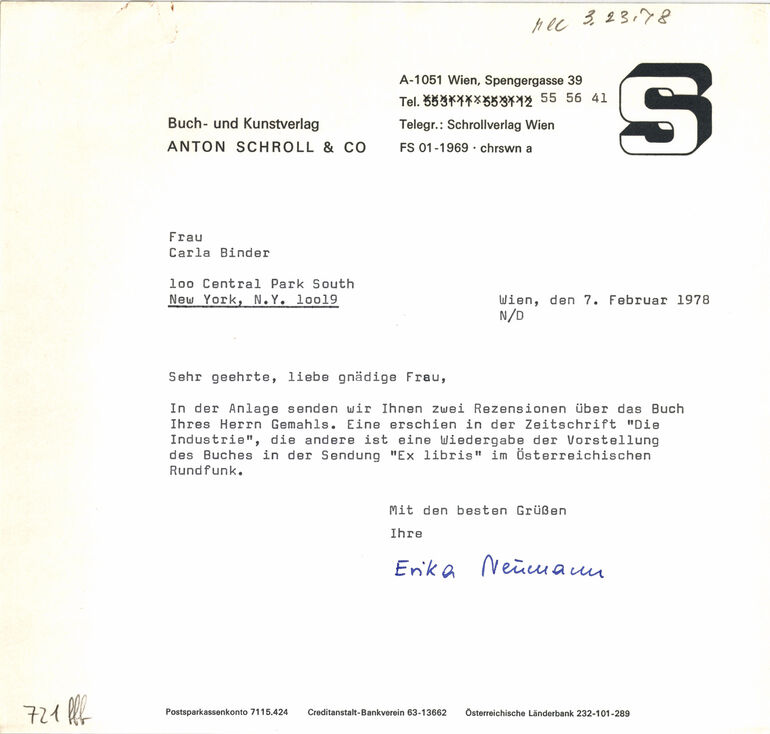 rec 3.23.78
A-1051 Wien, Spengergasse 39
Tel. 55 56 41
Buch- und Kunstverlag
Telegr.: Schrollverlag Wien
ANTON SCHROLL & CO
FS 01-1969 · chrswn a
S
Frau
Carla Binder
loo Central Park South
New York, N.Y. loo19
Wien, den 7. Februar 1978
N/D
Sehr geehrte, liebe gnädige Frau,
In der Anlage senden wir Ihnen zwei Rezensionen über das Buch
Ihres Herrn Gemahls. Eine erschien in der Zeitschrift "Die
Industrie", die andere ist eine Wiedergabe der Vorstellung
des Buches in der Sendung "Ex libris" im Österreichischen
Rundfunk.
Mit den besten Grüßen
Ihre
Erika Neumann
721
Postsparkassenkonto 7115.424 Creditanstalt-Bankverein 63-13662 Österreichische Länderbank 232-101-289